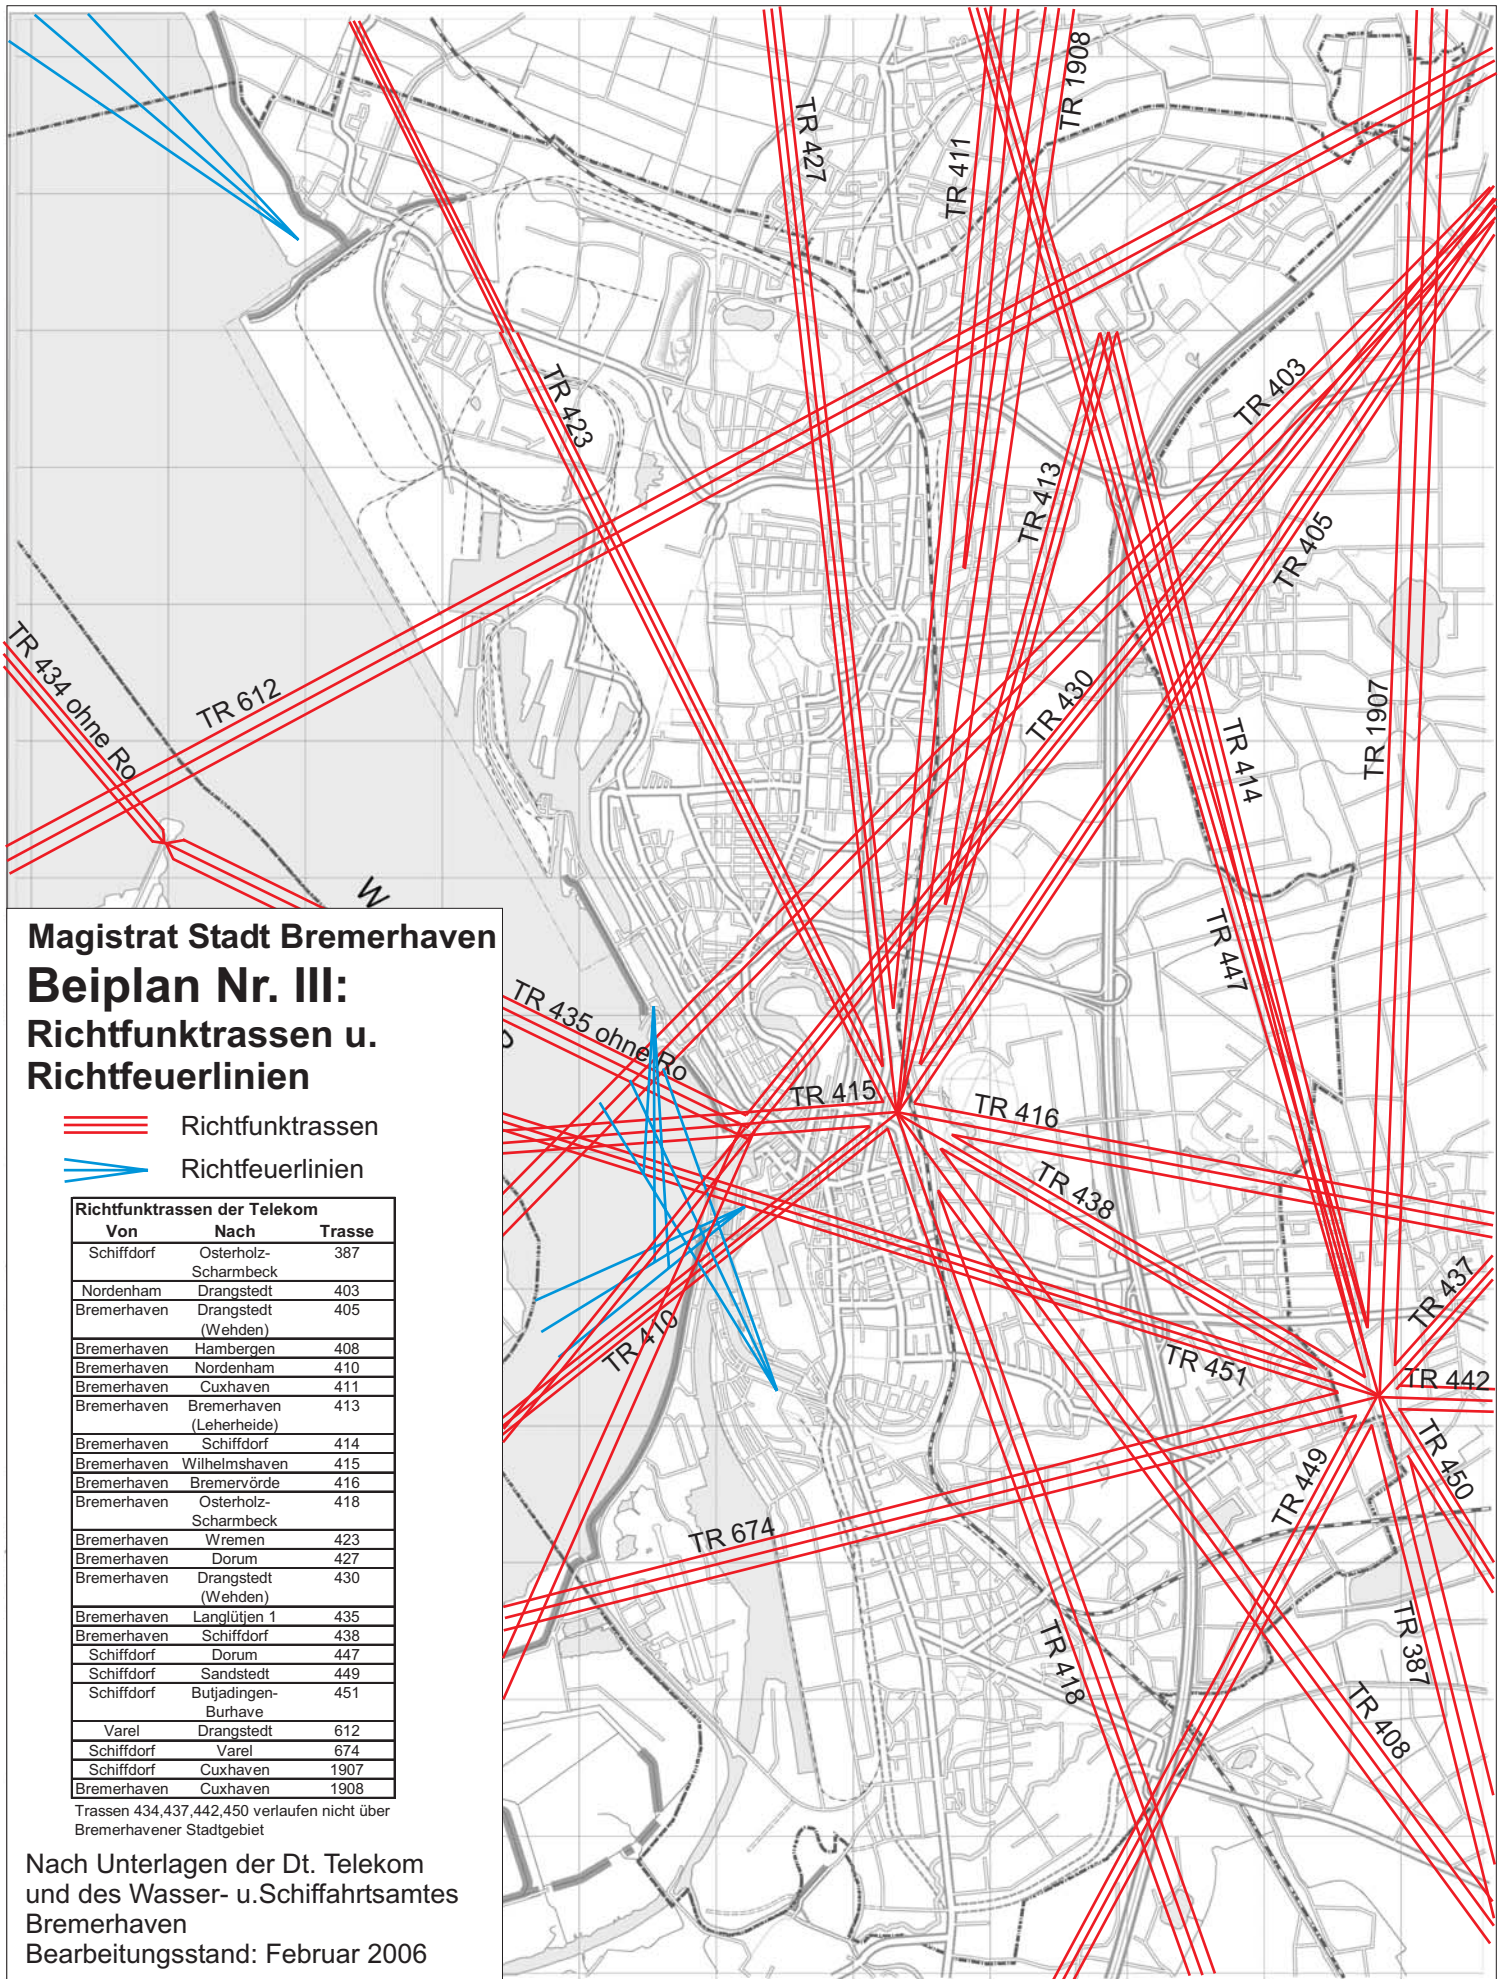 TR 1908
TR 427
TR 411
TR 403
TR 423
TR 413
TR 405
TR 434 ohne Ro
TR 612
TR 430
TR 1907
TR 414
W
Magistrat Stadt Bremerhaven
Beiplan Nr. III:
Richtfunktrassen u.
Richtfeuerlinien
Richtfunktrassen
Richtfeuerlinien
TR 447
TR 435 ohne Ro
TR 415
TR 416
TR 438
TR 437
TR 410
TR 451
TR 442
TR 450
TR 449
TR 674
TR 387
TR 418
TR 408
Richtfunktrassen der Telekom
Von Nach Trasse
Schiffdorf Osterholz- 387
Scharmbeck
Nordenham Drangstedt 403
Bremerhaven Drangstedt 405
(Wehden)
Bremerhaven Hambergen 408
Bremerhaven Nordenham 410
Bremerhaven Cuxhaven 411
Bremerhaven Bremerhaven 413
(Leherheide)
Bremerhaven Schiffdorf 414
Bremerhaven Wilhelmshaven 415
Bremerhaven Bremervörde 416
Bremerhaven Osterholz- 418
Scharmbeck
Bremerhaven Wremen 423
Bremerhaven Dorum 427
Bremerhaven Drangstedt 430
(Wehden)
Bremerhaven Langlütjen 1 435
Bremerhaven Schiffdorf 438
Schiffdorf Dorum 447
Schiffdorf Sandstedt 449
Schiffdorf Butjadingen- 451
Burhave
Varel Drangstedt 612
Schiffdorf Varel 674
Schiffdorf Cuxhaven 1907
Bremerhaven Cuxhaven 1908
Trassen 434,437,442,450 verlaufen nicht über
Bremerhavener Stadtgebiet
Nach Unterlagen der Dt. Telekom
und des Wasser- u.Schiffahrtsamtes
Bremerhaven
Bearbeitungsstand: Februar 2006